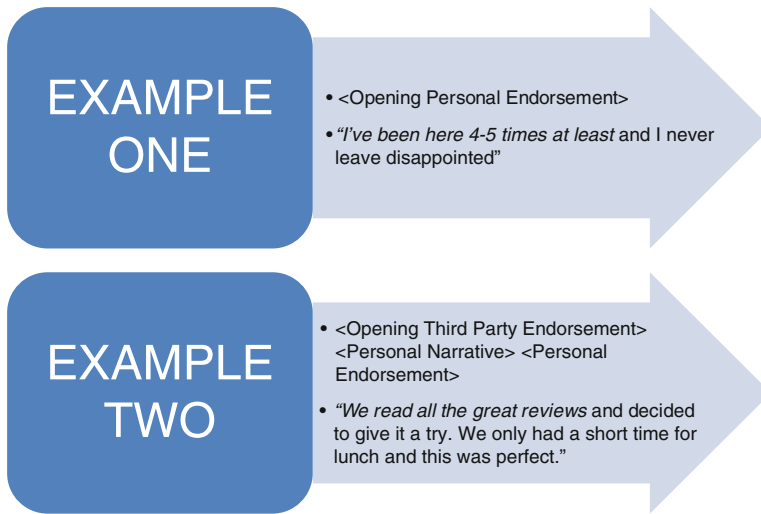 EXAMPLE
ONE
• <Opening Personal Endorsement>
• “I’ve been here 4-5 times at least and I never
leave disappointed”
EXAMPLE
TWO
• <Opening Third Party Endorsement>
<Personal Narrative> <Personal
Endorsement>
• “We read all the great reviews and decided
to give it a try. We only had a short time for
lunch and this was perfect.”